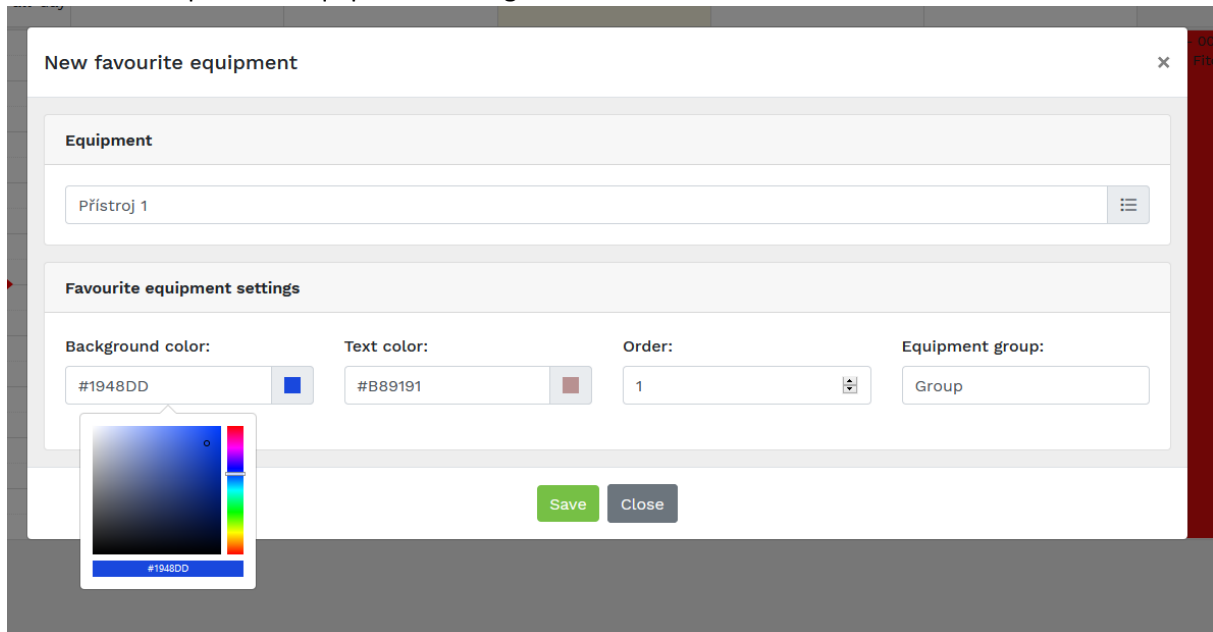 New favourite equipment ×
Equipment
Přístroj 1
Favourite equipment settings
Background color: Text color: Order: Equipment group:
#1948DD #B89191 1 Group
#1948DD
Save Close